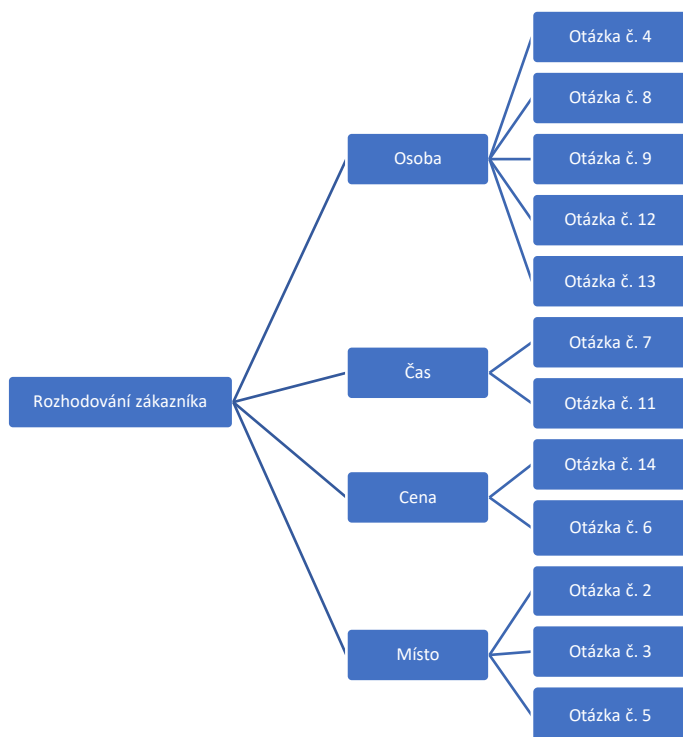 Rozhodování zákazníka
Osoba
Otázka č. 4
Otázka č. 8
Otázka č. 9
Otázka č. 12
Otázka č. 13
Čas
Otázka č. 7
Otázka č. 11
Cena
Otázka č. 14
Otázka č. 6
Místo
Otázka č. 2
Otázka č. 3
Otázka č. 5